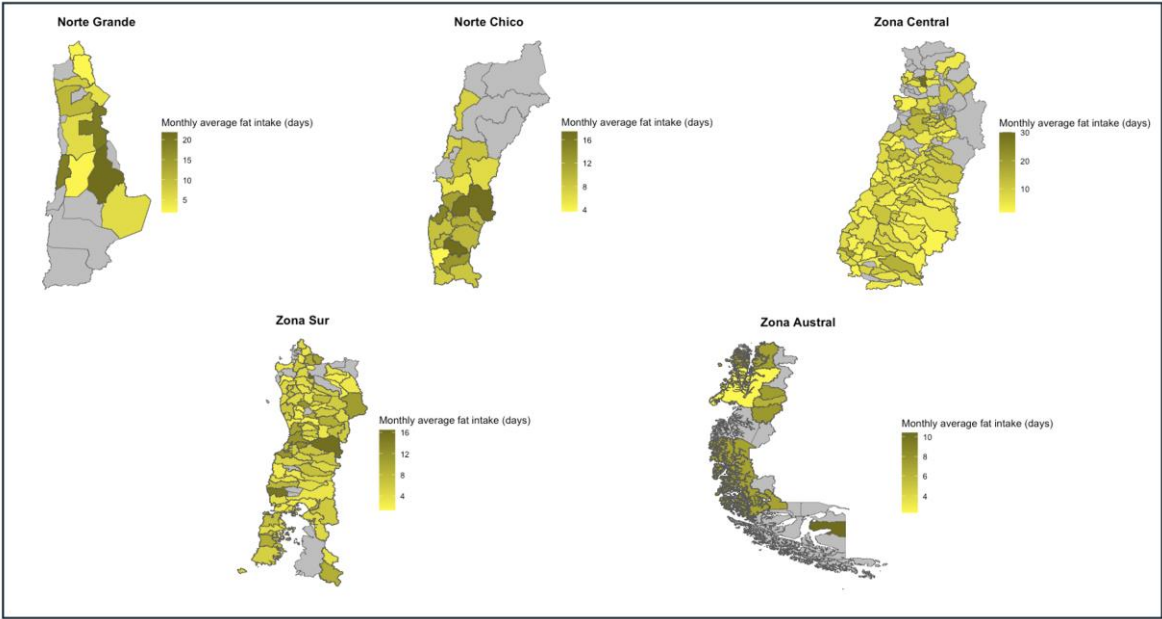 Norte Grande
Monthly average fat intake (days)
20
15
10
5
Norte Chico
Monthly average fat intake (days)
16
12
8
4
Zona Central
Monthly average fat intake (days)
30
20
10
Zona Sur
Monthly average fat intake (days)
16
12
8
4
Zona Austral
Monthly average fat intake (days)
10
8
6
4